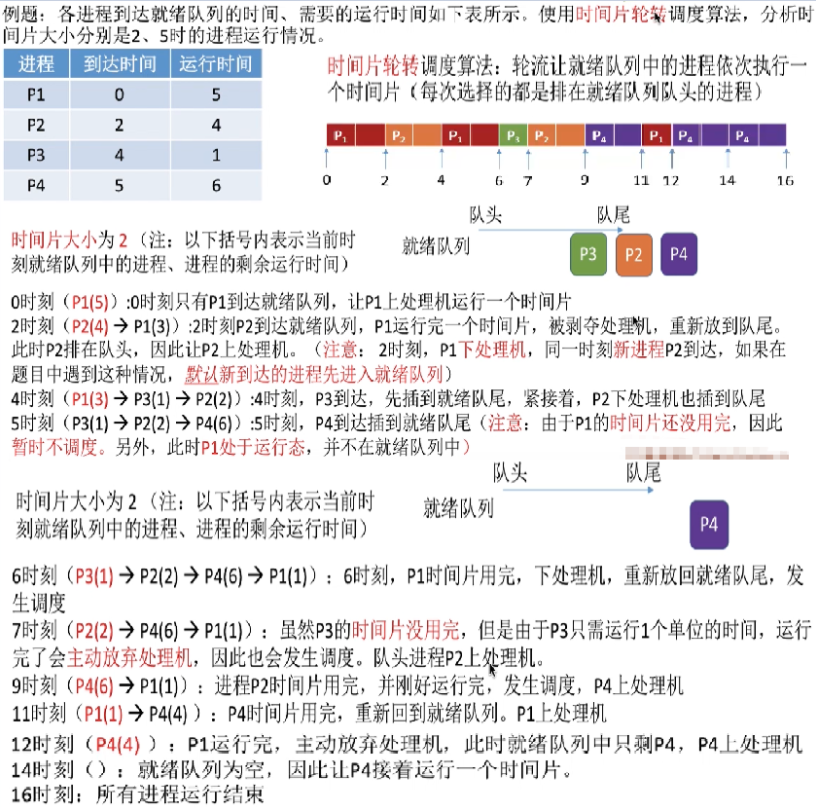 例题：各进程到达就绪队列的时间、需要的运行时间如下表所示。使用时间片轮转调度算法，分析时
间片大小分别是2、5时的进程运行情况。
进程 到达时间 运行时间
P1 0 5
P2 2 4
P3 4 1
P4 5 6
时间片轮转调度算法：轮流让就绪队列中的进程依次执行一
个时间片（每次选择的都是排在就绪队列队头的进程）
P1 P2 P1 P3 P2 P4 P1 P4 P4
0 2 4 6 7 9 11 12 14 16
时间片大小为 2（注：以下括号内表示当前时
刻就绪队列中的进程、进程的剩余运行时间）
队头 队尾
就绪队列
P3 P2 P4
0时刻（P1(5)）:0时刻只有P1到达就绪队列，让P1上处理机运行一个时间片
2时刻（P2(4) → P1(3)）:2时刻P2到达就绪队列，P1运行完一个时间片，被剥夺处理机，重新放到队尾。
此时P2排在队头，因此让P2上处理机。（注意： 2时刻，P1下处理机，同一时刻新进程P2到达，如果在
题目中遇到这种情况，默认新到达的进程先进入就绪队列）
4时刻（P1(3) → P3(1) → P2(2)）:4时刻，P3到达，先插到就绪队尾，紧接着，P2下处理机也插到队尾
5时刻（P3(1) → P2(2) → P4(6)）:5时刻，P4到达插到就绪队尾（注意：由于P1的时间片还没用完，因此
暂时不调度。另外，此时P1处于运行态，并不在就绪队列中）
队头 队尾
时间片大小为 2（注：以下括号内表示当前时
刻就绪队列中的进程、进程的剩余运行时间）
就绪队列
P4
6时刻（P3(1) → P2(2) → P4(6) → P1(1)）：6时刻，P1时间片用完，下处理机，重新放回就绪队尾，发
生调度
7时刻（P2(2) → P4(6) → P1(1)）：虽然P3的时间片没用完，但是由于P3只需运行1个单位的时间，运行
完了会主动放弃处理机，因此也会发生调度。队头进程P2上处理机。
9时刻（P4(6) → P1(1)）：进程P2时间片用完，并刚好运行完，发生调度，P4上处理机
11时刻（P1(1) → P4(4) ）：P4时间片用完，重新回到就绪队列。P1上处理机
12时刻（P4(4) ）：P1运行完，主动放弃处理机，此时就绪队列中只剩P4，P4上处理机
14时刻（）：就绪队列为空，因此让P4接着运行一个时间片。
16时刻：所有进程运行结束